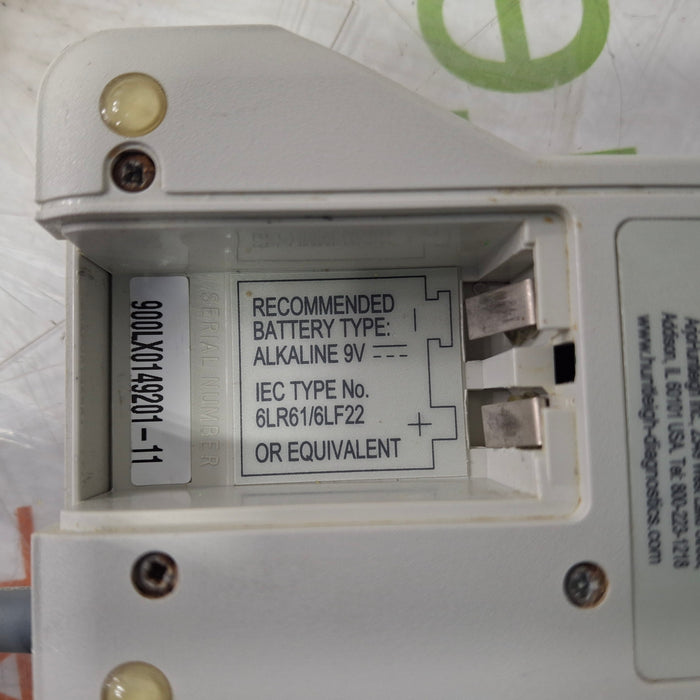 900LX0149201-11
SERIAL NUMBER
RECOMMENDED
BATTERY TYPE:
ALKALINE 9V
IEC TYPE No.
6LR61/6LF22
OR EQUIVALENT
+
Addison, IL 60101 USA. Tel: 800-223-1218
www.huntleigh-diagnostics.com